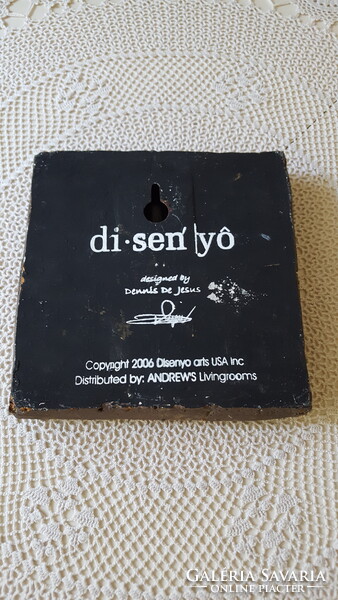 di·sen′yô
designed by
Dennis De Jesus
Copyright 2006 Disenyo arts USA Inc
Distributed by: ANDREW'S Livingrooms
GALERIA SAVARIA
ONLINE PIACTÉR